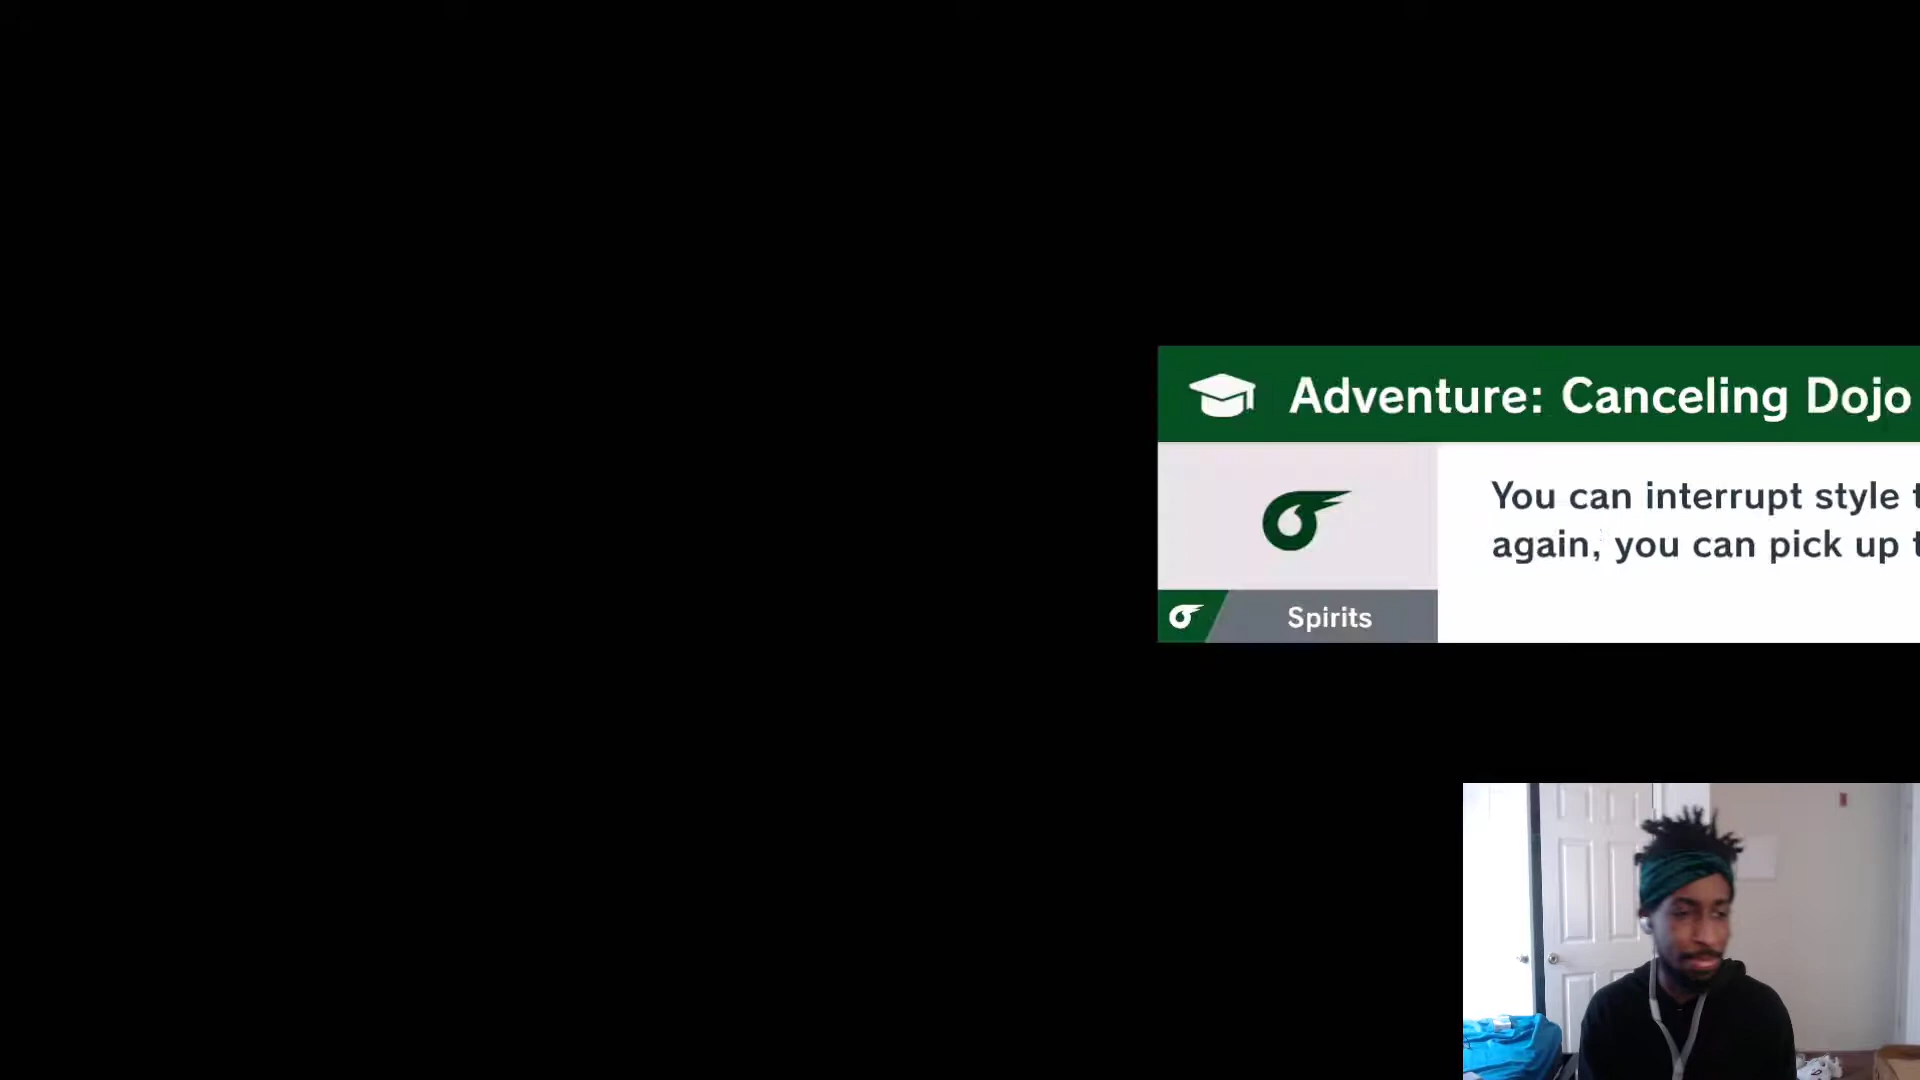 Adventure: Canceling Dojo
You can interrupt style
again, you can pick up
Spirits